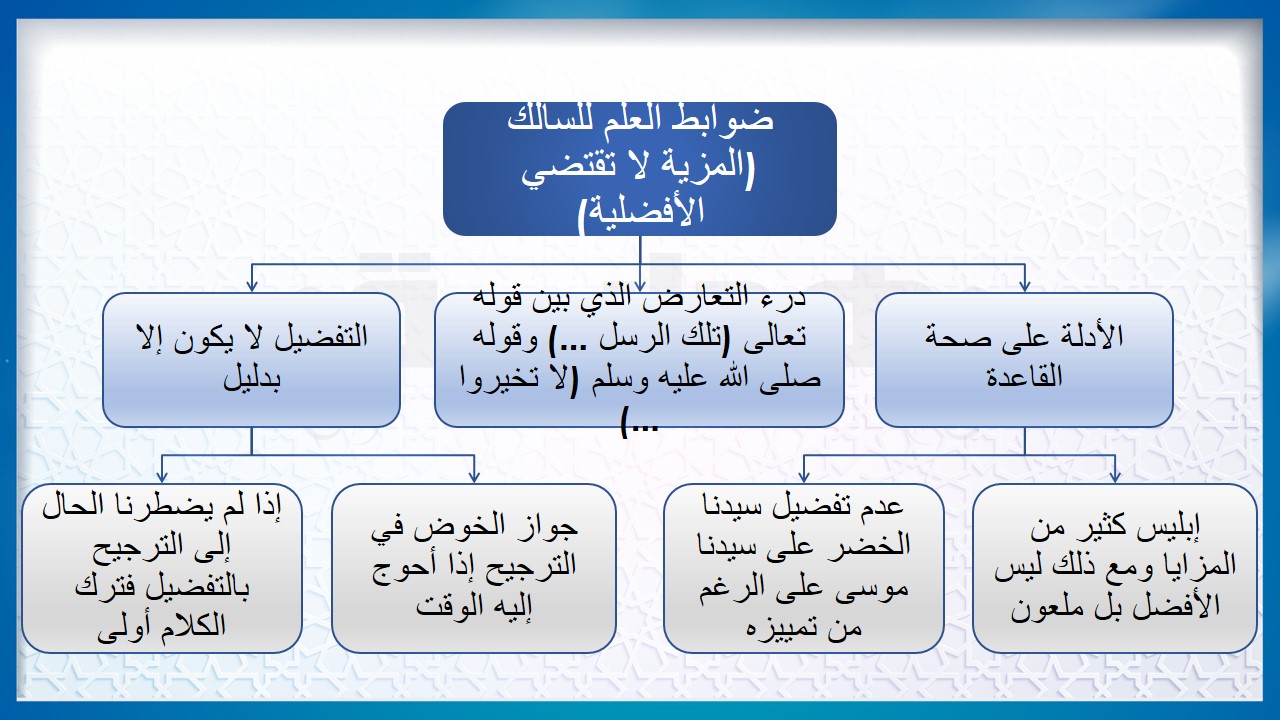 ضوابط العلم للسالك
(المزية لا تقتضي
الأفضلية)
الأدلة على صحة
القاعدة
درء التعارض الذي بين قوله
تعالى (تلك الرسل ...) وقوله
صلى الله عليه وسلم (لا تخيروا
...)
التفضيل لا يكون إلا
بدليل
إبليس كثير من
المزايا ومع ذلك ليس
الأفضل بل ملعون
عدم تفضيل سيدنا
الخضر على سيدنا
موسى على الرغم
من تمييزه
جواز الخوض في
الترجيح إذا أحوج
إليه الوقت
إذا لم يضطرنا الحال
إلى الترجيح
بالتفضيل فترك
الكلام أولى